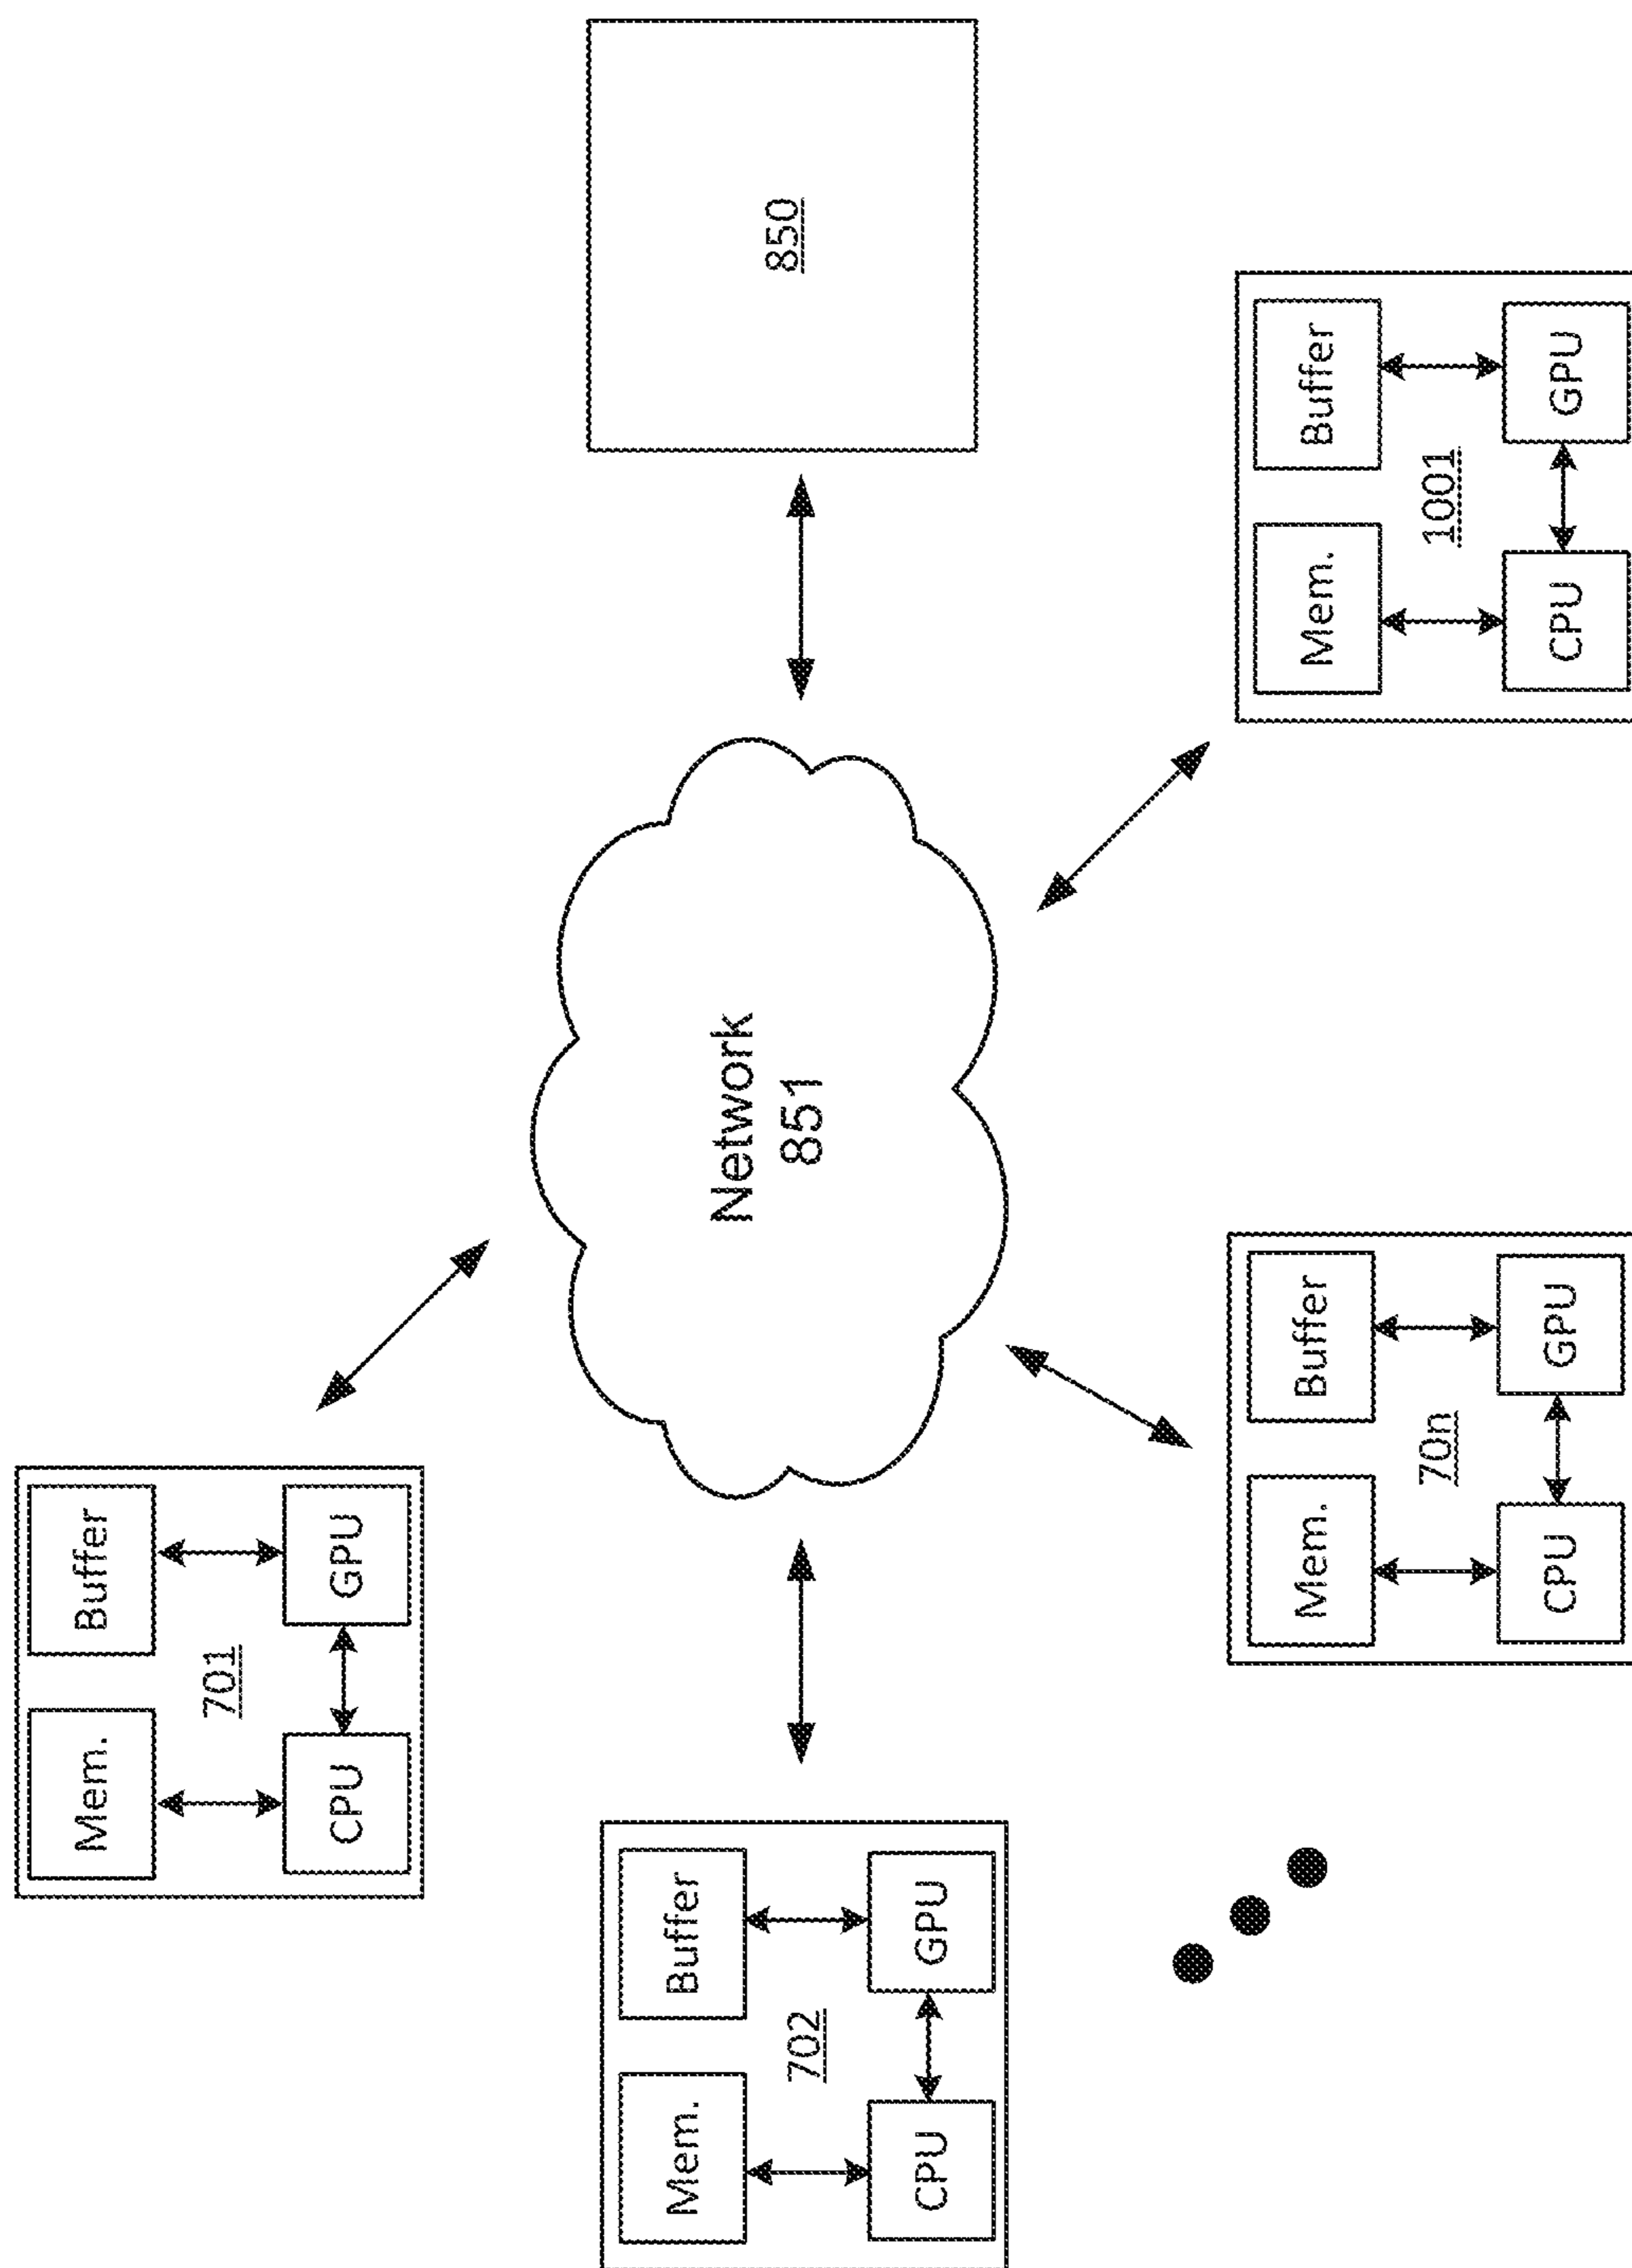 Mem.
Buffer
701
CPU
GPU
Mem.
Buffer
702
CPU
GPU
Network
851
850
Mem.
Buffer
70n
CPU
GPU
Mem.
Buffer
1001
CPU
GPU